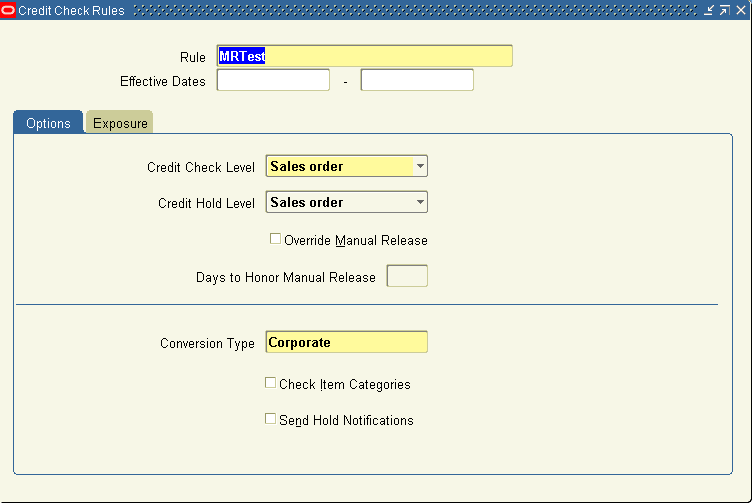 Credit Check Rules
Rule MRTest
Effective Dates -
Options Exposure
Credit Check Level Sales order
Credit Hold Level Sales order
Override Manual Release
Days to Honor Manual Release
Conversion Type Corporate
Check Item Categories
Send Hold Notifications